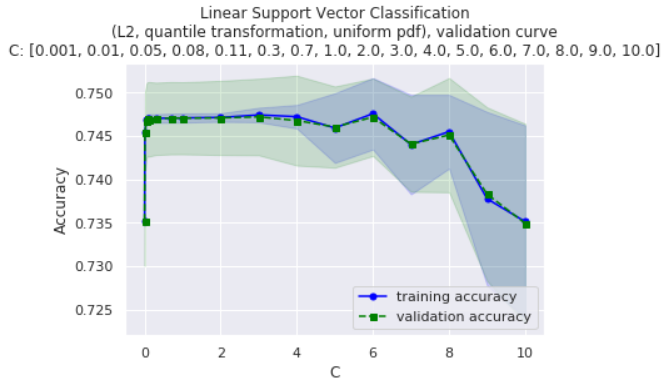 Linear Support Vector Classification
(L2, quantile transformation, uniform pdf), validation curve
C: [0.001, 0.01, 0.05, 0.08, 0.11, 0.3, 0.7, 1.0, 2.0, 3.0, 4.0, 5.0, 6.0, 7.0, 8.0, 9.0, 10.0]
0.750
0.745
0.740
0.735
0.730
0.725
Accuracy
training accuracy
validation accuracy
0 2 4 6 8 10
C